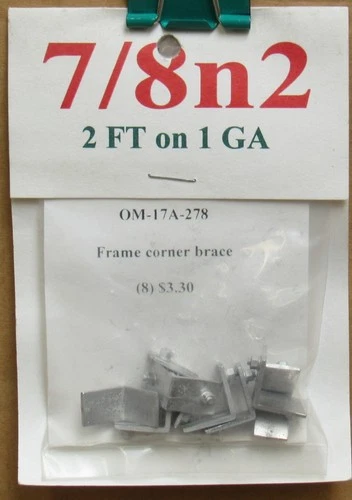 7/8n2
2 FT on 1 GA
OM-17A-278
Frame corner brace
(8) $3.30